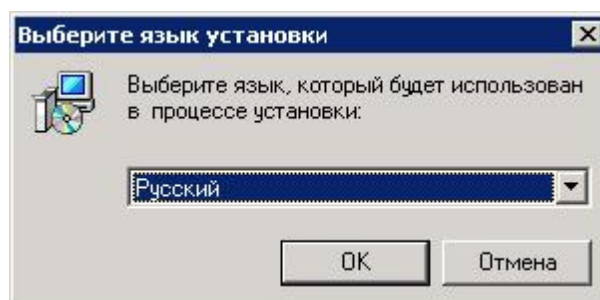 Выберите язык установки
Выберите язык, который будет использован
в процессе установки:
Русский
OK
Отмена